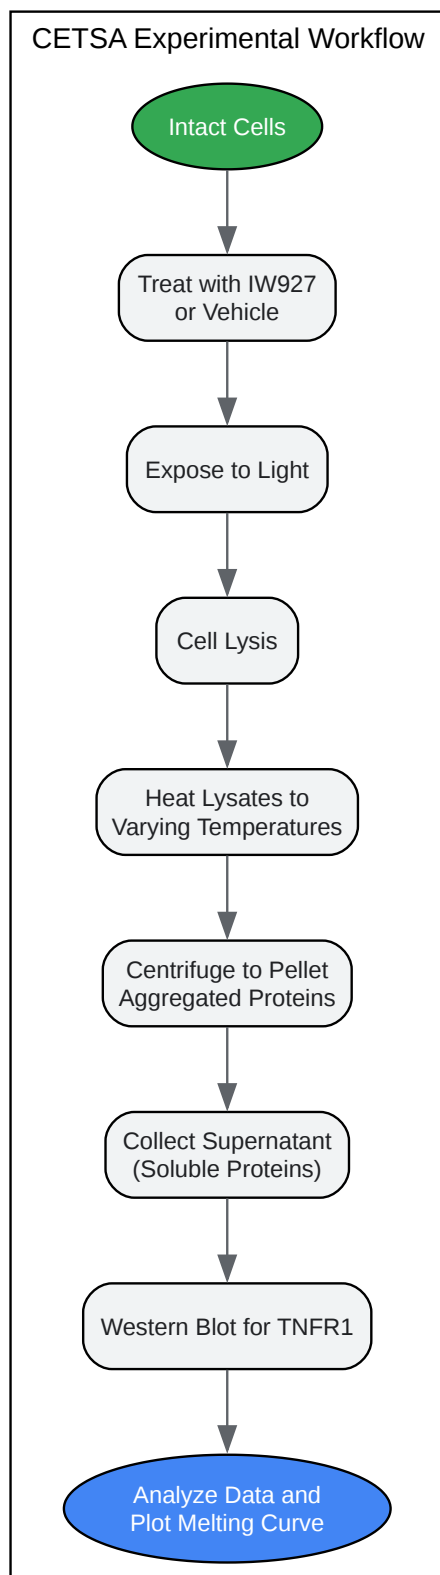 CETSA Experimental Workflow
Intact Cells
Treat with IW927
or Vehicle
Expose to Light
Cell Lysis
Heat Lysates to
Varying Temperatures
Centrifuge to Pellet
Aggregated Proteins
Collect Supernatant
(Soluble Proteins)
Western Blot for TNFR1
Analyze Data and
Plot Melting Curve